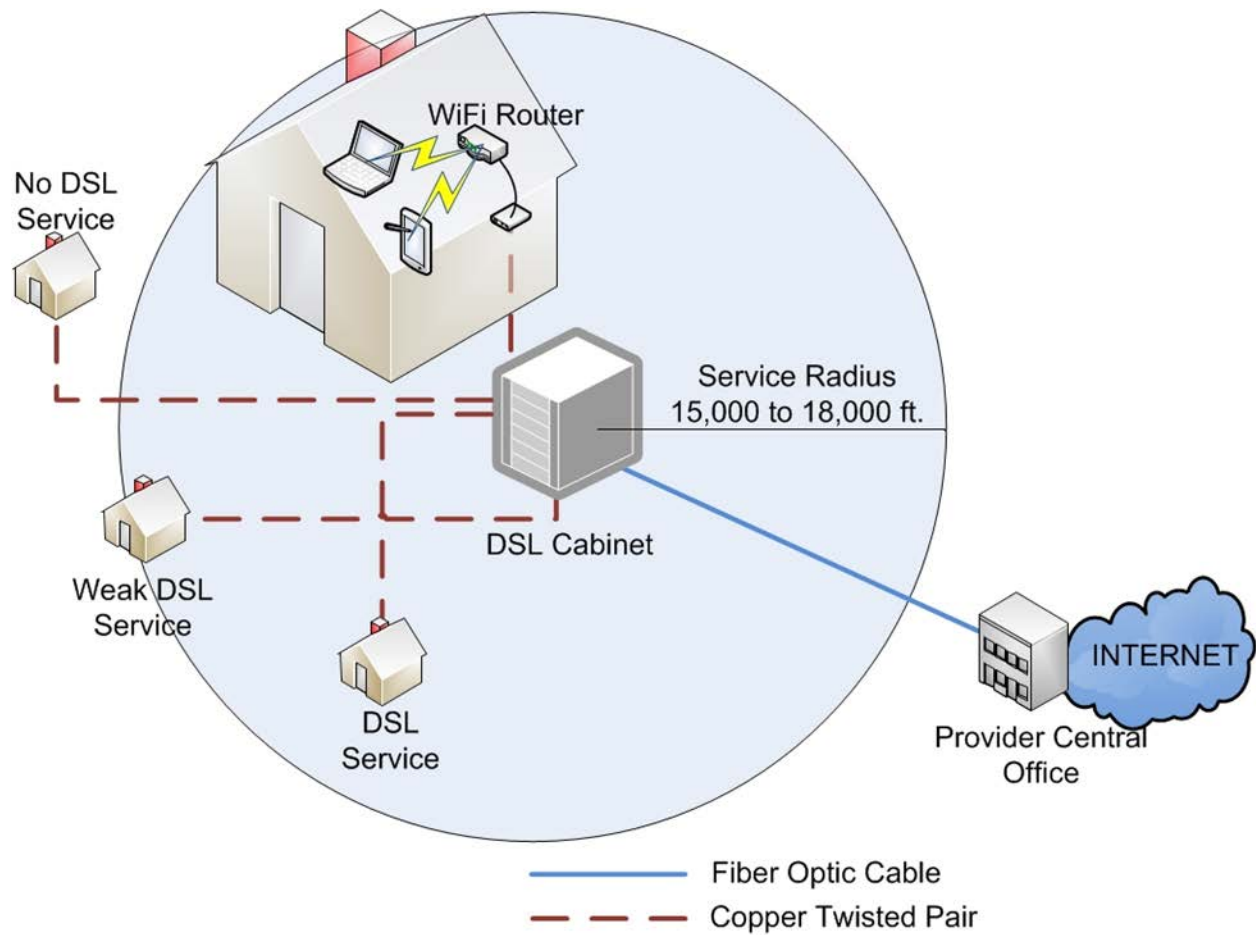 WiFi Router
No DSL
Service
Service Radius
15,000 to 18,000 ft.
DSL Cabinet
Weak DSL
Service
DSL
Service
INTERNET
Provider Central
Office
Fiber Optic Cable
Copper Twisted Pair